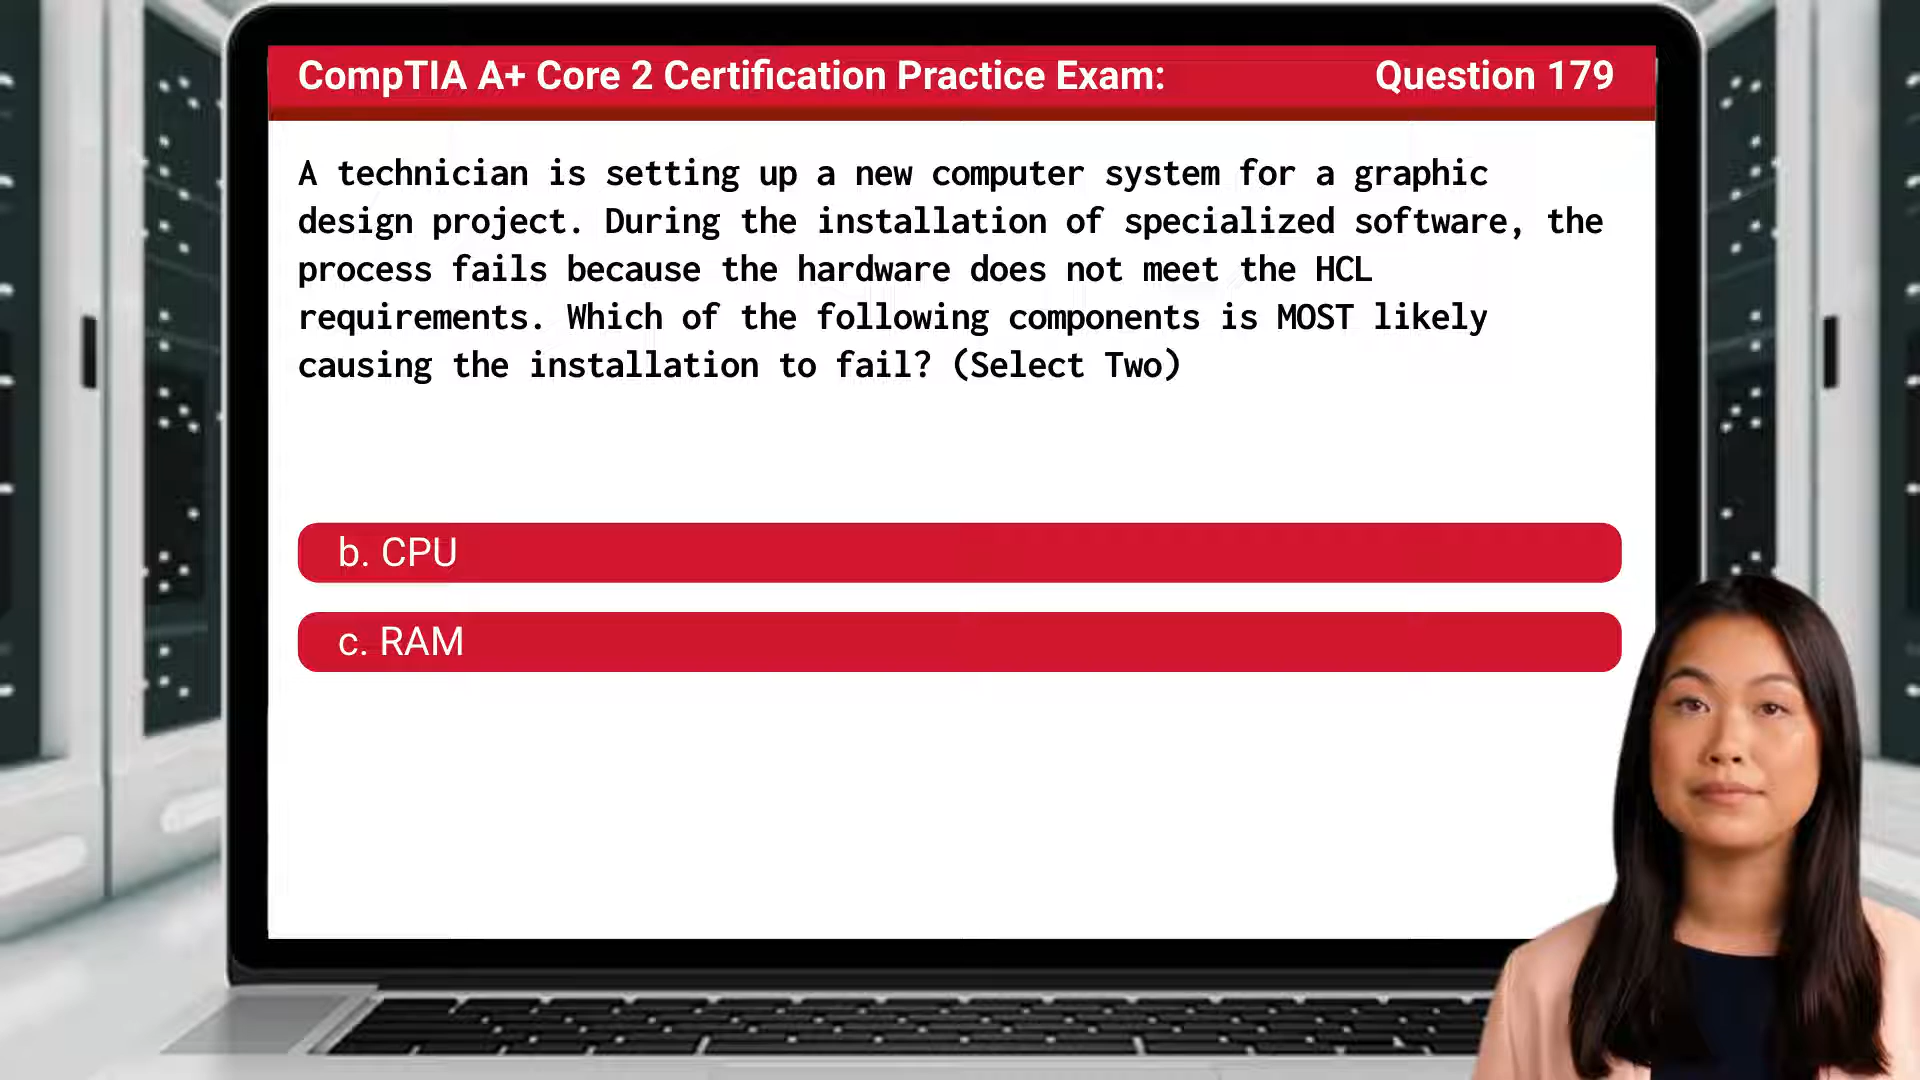 CompTIA A+ Core 2 Certification Practice Exam:
Question 179
A technician is setting up a new computer system for a graphic
design project. During the installation of specialized software, the
process fails because the hardware does not meet the HCL
requirements. Which of the following components is MOST likely
causing the installation to fail? (Select Two)
b. CPU
c. RAM